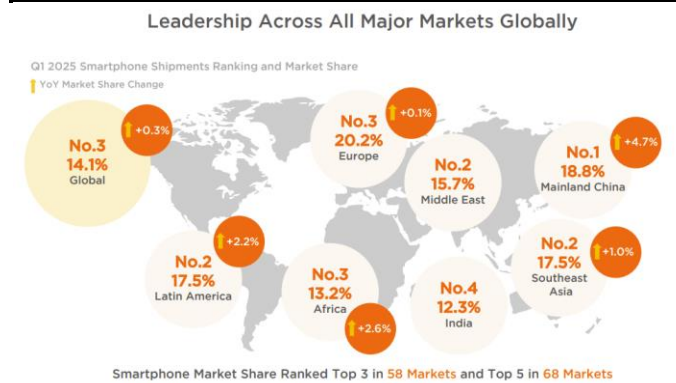 Leadership Across All Major Markets Globally
Q1 2025 Smartphone Shipments Ranking and Market Share
YoY Market Share Change
No.3
14.1%
Global
+0.3%
No.3
20.2%
Europe
+0.1%
No.2
15.7%
Middle East
No.1
18.8%
Mainland China
+4.7%
No.2
17.5%
Latin America
+2.2%
No.3
13.2%
Africa
+2.6%
No.4
12.3%
India
No.2
17.5%
Southeast
Asia
+1.0%
Smartphone Market Share Ranked Top 3 in 58 Markets and Top 5 in 68 Markets